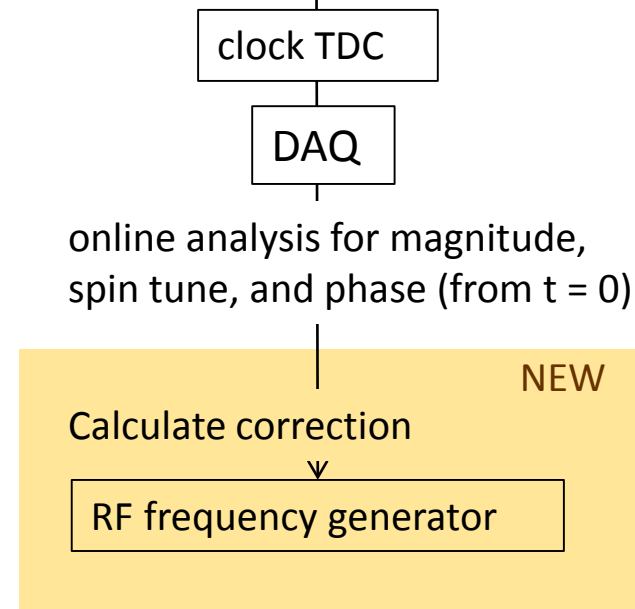 clock TDC
DAQ
online analysis for magnitude,
spin tune, and phase (from t = 0)
NEW
Calculate correction
RF frequency generator